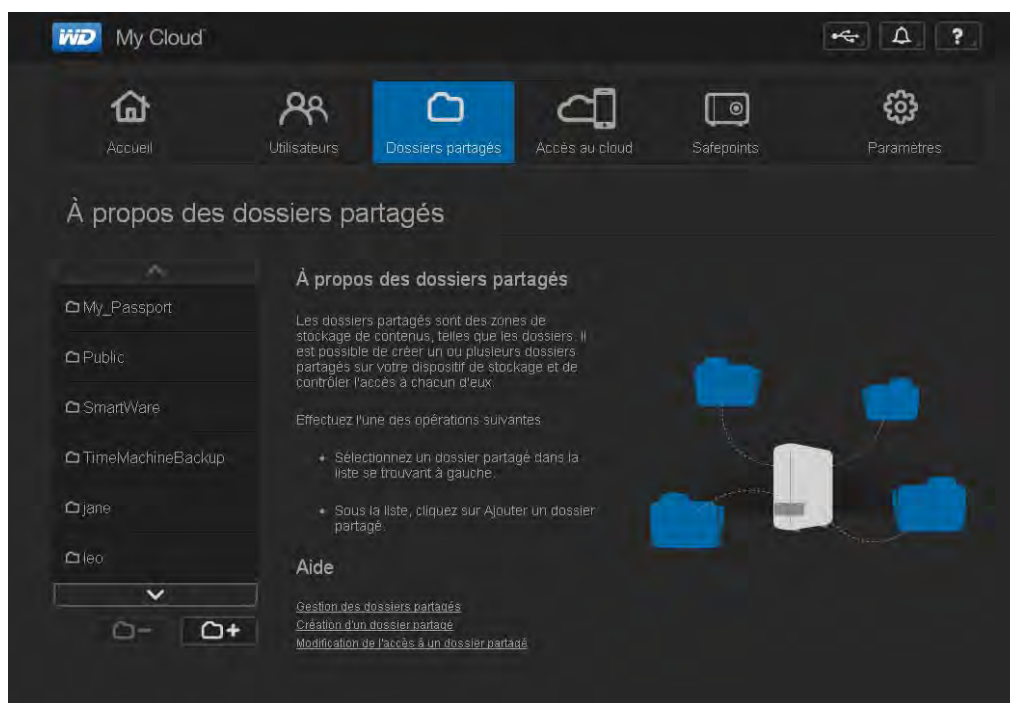 WD My Cloud
?
Accueil
Utilisateurs
Dossiers partagés
Accès au cloud
Safepoints
Paramètres
À propos des dossiers partagés
My_Passport
Public
SmartWare
TimeMachineBackup
jane
leo
À propos des dossiers partagés
Les dossiers partagés sont des zones de
stockage de contenus, telles que les dossiers. Il
est possible de créer un ou plusieurs dossiers
partagés sur votre dispositif de stockage et de
contrôler l'accès à chacun d'eux.
Effectuez l'une des opérations suivantes
• Sélectionnez un dossier partagé dans la
liste se trouvant à gauche.
• Sous la liste, cliquez sur Ajouter un dossier
partagé.
Aide
Gestion des dossiers partagés
Création d'un dossier partagé
Modification de l'accès à un dossier partagé